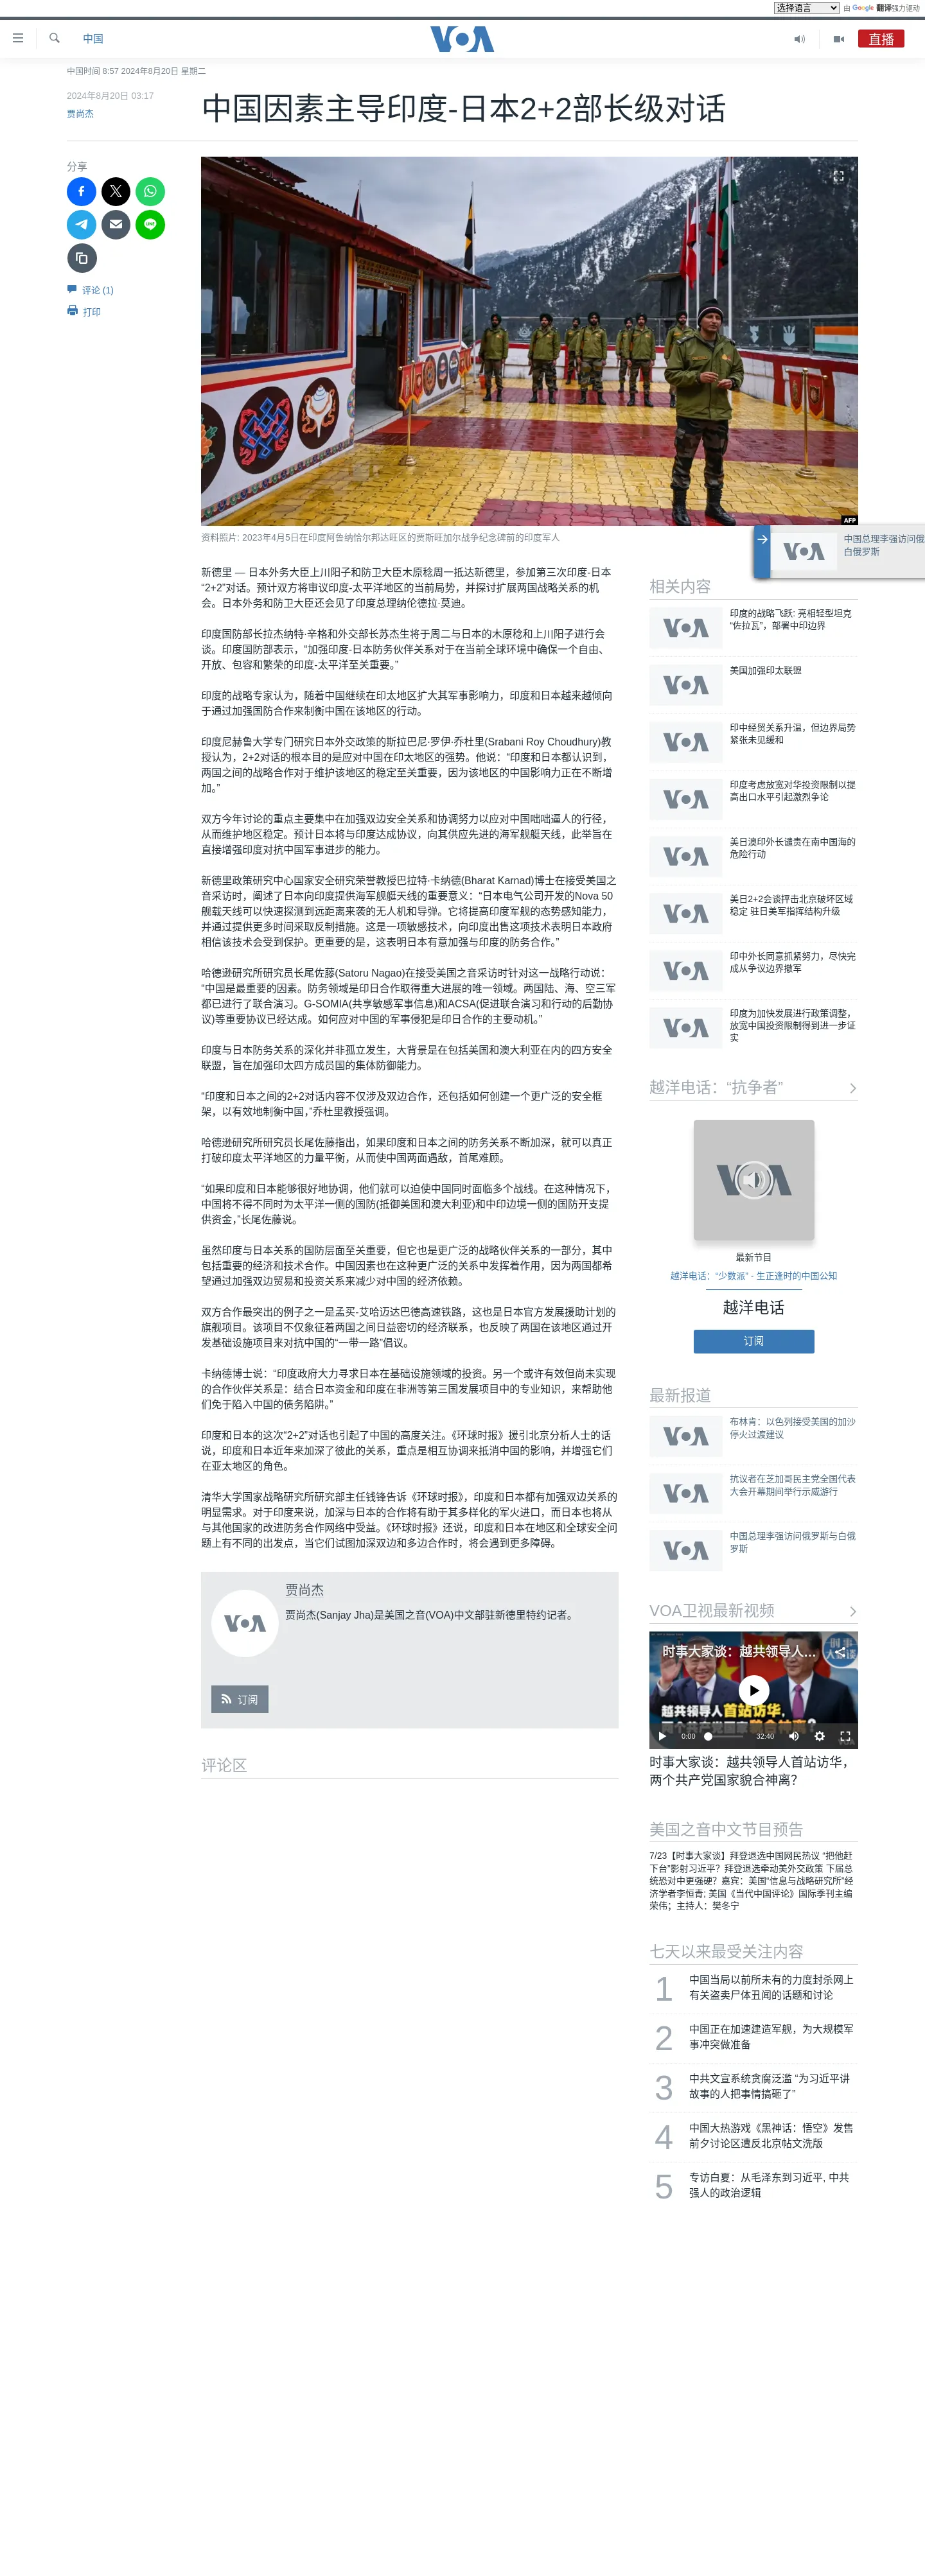 选择语言 由 Google 翻译强力驱动
中国
VOA
直播
中国时间 8:57 2024年8月20日 星期二
2024年8月20日 03:17
贾尚杰
中国因素主导印度-日本2+2部长级对话
分享
评论 (1)
打印
AFP
资料照片: 2023年4月5日在印度阿鲁纳恰尔邦达旺区的贾斯旺加尔战争纪念碑前的印度军人
新德里 — 日本外务大臣上川阳子和防卫大臣木原稔周一抵达新德里，参加第三次印度-日本
“2+2”对话。预计双方将审议印度-太平洋地区的当前局势，并探讨扩展两国战略关系的机
会。日本外务和防卫大臣还会见了印度总理纳伦德拉·莫迪。
印度国防部长拉杰纳特·辛格和外交部长苏杰生将于周二与日本的木原稔和上川阳子进行会
谈。印度国防部表示，“加强印度-日本防务伙伴关系对于在当前全球环境中确保一个自由、
开放、包容和繁荣的印度-太平洋至关重要。”
印度的战略专家认为，随着中国继续在印太地区扩大其军事影响力，印度和日本越来越倾向
于通过加强国防合作来制衡中国在该地区的行动。
印度尼赫鲁大学专门研究日本外交政策的斯拉巴尼·罗伊·乔杜里(Srabani Roy Choudhury)教
授认为，2+2对话的根本目的是应对中国在印太地区的强势。他说：“印度和日本都认识到，
两国之间的战略合作对于维护该地区的稳定至关重要，因为该地区的中国影响力正在不断增
加。”
双方今年讨论的重点主要集中在加强双边安全关系和协调努力以应对中国咄咄逼人的行径，
从而维护地区稳定。预计日本将与印度达成协议，向其供应先进的海军舰艇天线，此举旨在
直接增强印度对抗中国军事进步的能力。
新德里政策研究中心国家安全研究荣誉教授巴拉特·卡纳德(Bharat Karnad)博士在接受美国之
音采访时，阐述了日本向印度提供海军舰艇天线的重要意义：“日本电气公司开发的Nova 50
舰载天线可以快速探测到远距离来袭的无人机和导弹。它将提高印度军舰的态势感知能力，
并通过提供更多时间采取反制措施。这是一项敏感技术，向印度出售这项技术表明日本政府
相信该技术会受到保护。更重要的是，这表明日本有意加强与印度的防务合作。”
哈德逊研究所研究员长尾佐藤(Satoru Nagao)在接受美国之音采访时针对这一战略行动说：
“中国是最重要的因素。防务领域是印日合作取得重大进展的唯一领域。两国陆、海、空三军
都已进行了联合演习。G-SOMIA(共享敏感军事信息)和ACSA(促进联合演习和行动的后勤协
议)等重要协议已经达成。如何应对中国的军事侵犯是印日合作的主要动机。”
印度与日本防务关系的深化并非孤立发生，大背景是在包括美国和澳大利亚在内的四方安全
联盟，旨在加强印太四方成员国的集体防御能力。
“印度和日本之间的2+2对话内容不仅涉及双边合作，还包括如何创建一个更广泛的安全框
架，以有效地制衡中国，”乔杜里教授强调。
哈德逊研究所研究员长尾佐藤指出，如果印度和日本之间的防务关系不断加深，就可以真正
打破印度太平洋地区的力量平衡，从而使中国两面遇敌，首尾难顾。
“如果印度和日本能够很好地协调，他们就可以迫使中国同时面临多个战线。在这种情况下，
中国将不得不同时为太平洋一侧的国防(抵御美国和澳大利亚)和中印边境一侧的国防开支提
供资金，”长尾佐藤说。
虽然印度与日本关系的国防层面至关重要，但它也是更广泛的战略伙伴关系的一部分，其中
包括重要的经济和技术合作。中国因素也在这种更广泛的关系中发挥着作用，因为两国都希
望通过加强双边贸易和投资关系来减少对中国的经济依赖。
双方合作最突出的例子之一是孟买-艾哈迈达巴德高速铁路，这也是日本官方发展援助计划的
旗舰项目。该项目不仅象征着两国之间日益密切的经济联系，也反映了两国在该地区通过开
发基础设施项目来对抗中国的“一带一路”倡议。
卡纳德博士说：“印度政府大力寻求日本在基础设施领域的投资。另一个或许有效但尚未实现
的合作伙伴关系是：结合日本资金和印度在非洲等第三国发展项目中的专业知识，来帮助他
们免于陷入中国的债务陷阱。”
印度和日本的这次“2+2”对话也引起了中国的高度关注。《环球时报》援引北京分析人士的话
说，印度和日本近年来加深了彼此的关系，重点是相互协调来抵消中国的影响，并增强它们
在亚太地区的角色。
清华大学国家战略研究所研究部主任钱锋告诉《环球时报》，印度和日本都有加强双边关系的
明显需求。对于印度来说，加深与日本的合作将有助于其多样化的军火进口，而日本也将从
与其他国家的改进防务合作网络中受益。《环球时报》还说，印度和日本在地区和全球安全问
题上有不同的出发点，当它们试图加深双边和多边合作时，将会遇到更多障碍。
贾尚杰
贾尚杰(Sanjay Jha)是美国之音(VOA)中文部驻新德里特约记者。
VOA
订阅
评论区
VOA
中国总理李强访问俄
白俄罗斯
相关内容
VOA
印度的战略飞跃: 亮相轻型坦克
“佐拉瓦”，部署中印边界
VOA
美国加强印太联盟
VOA
印中经贸关系升温，但边界局势
紧张未见缓和
VOA
印度考虑放宽对华投资限制以提
高出口水平引起激烈争论
VOA
美日澳印外长谴责在南中国海的
危险行动
VOA
美日2+2会谈抨击北京破坏区域
稳定 驻日美军指挥结构升级
VOA
印中外长同意抓紧努力，尽快完
成从争议边界撤军
VOA
印度为加快发展进行政策调整，
放宽中国投资限制得到进一步证
实
越洋电话：“抗争者”
VOA
最新节目
越洋电话：“少数派” - 生正逢时的中国公知
越洋电话
订阅
最新报道
VOA
布林肯：以色列接受美国的加沙
停火过渡建议
VOA
抗议者在芝加哥民主党全国代表
大会开幕期间举行示威游行
VOA
中国总理李强访问俄罗斯与白俄
罗斯
VOA卫视最新视频
时事大家谈：越共领导人…
时事
大家谈
越共领导人首站访华，
两个共产党国家貌合神离？
0:00 32:40
时事大家谈：越共领导人首站访华，
两个共产党国家貌合神离？
美国之音中文节目预告
7/23【时事大家谈】拜登退选中国网民热议 “把他赶
下台”影射习近平？拜登退选牵动美外交政策 下届总
统恐对中更强硬？嘉宾：美国“信息与战略研究所”经
济学者李恒青; 美国《当代中国评论》国际季刊主编
荣伟；主持人：樊冬宁
七天以来最受关注内容
1
中国当局以前所未有的力度封杀网上
有关盗卖尸体丑闻的话题和讨论
2
中国正在加速建造军舰，为大规模军
事冲突做准备
3
中共文宣系统贪腐泛滥 “为习近平讲
故事的人把事情搞砸了”
4
中国大热游戏《黑神话：悟空》发售
前夕讨论区遭反北京帖文洗版
5
专访白夏：从毛泽东到习近平, 中共
强人的政治逻辑